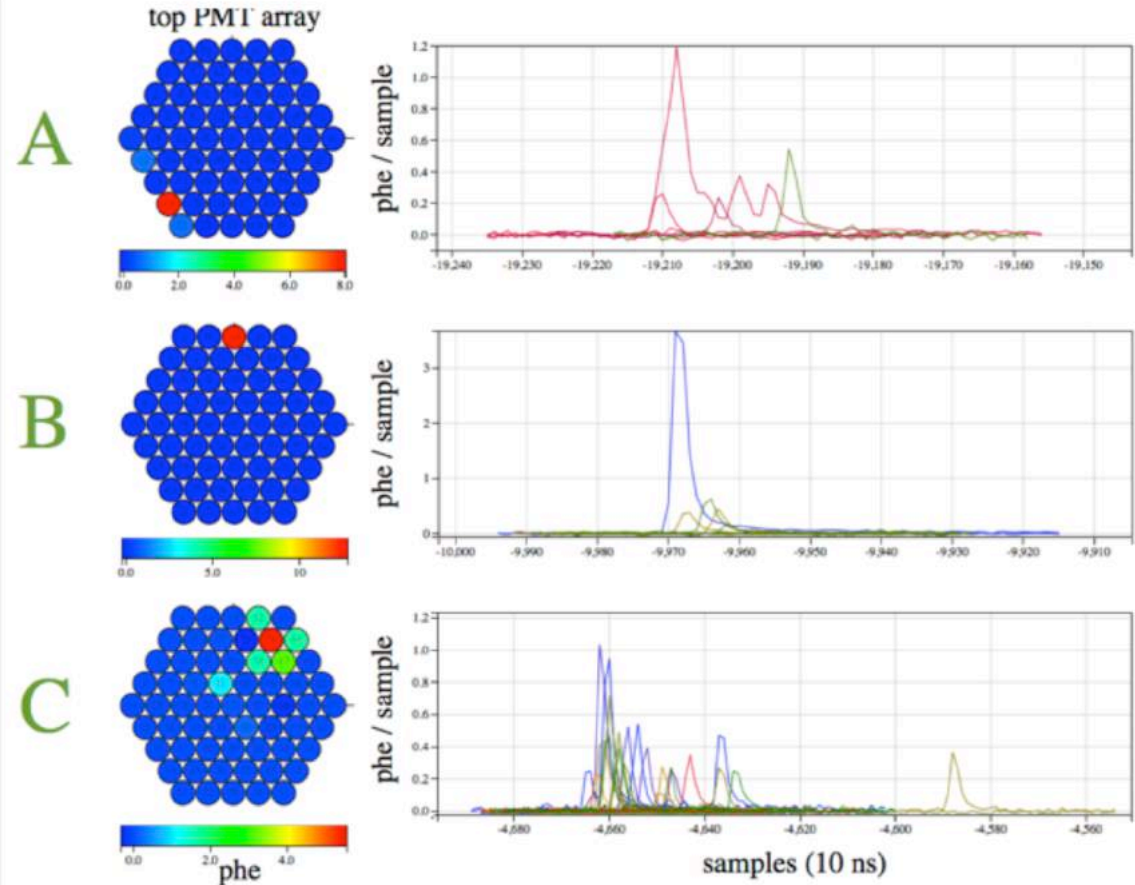 top PMT array
A
phe / sample
1.2
1.0
0.8
0.6
0.4
0.2
0.0
-19,240 -19,230 -19,220 -19,210 -19,200 -19,190 -19,180 -19,170 -19,160 -19,150
0.0 2.0 4.0 6.0 8.0
B
phe / sample
3
2
1
0
-10,000 -9,990 -9,980 -9,970 -9,960 -9,950 -9,940 -9,930 -9,920 -9,910
0.0 5.0 10
C
phe / sample
1.2
1.0
0.8
0.6
0.4
0.2
0.0
-4,680 -4,660 -4,640 -4,620 -4,600 -4,580 -4,560
0.0 2.0 4.0
phe
samples (10 ns)